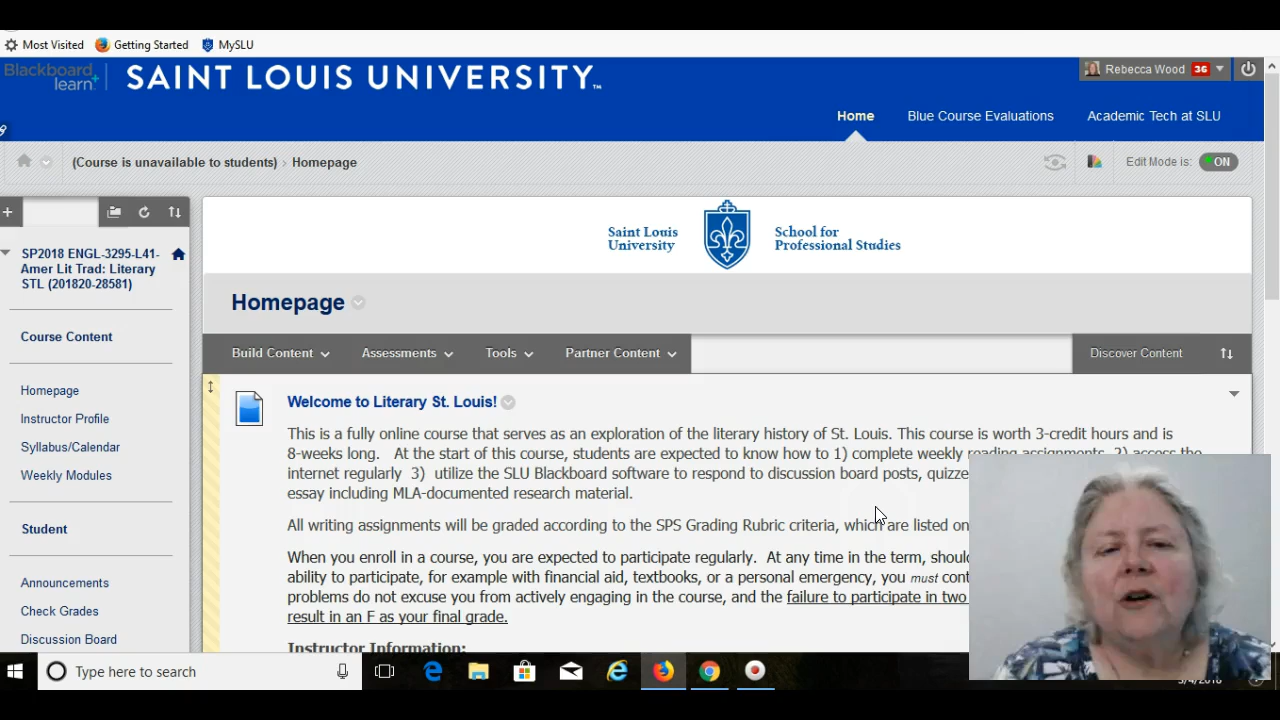 Most Visited Getting Started MySLU
Blackboard learn+ SAINT LOUIS UNIVERSITY™
Rebecca Wood 36
Home Blue Course Evaluations Academic Tech at SLU
(Course is unavailable to students) Homepage
Edit Mode is: ON
SP2018 ENGL-3295-L41-
Amer Lit Trad: Literary
STL (201820-28581)
Course Content
Homepage
Instructor Profile
Syllabus/Calendar
Weekly Modules
Student
Announcements
Check Grades
Discussion Board
Saint Louis
University
School for
Professional Studies
Homepage
Build Content Assessments Tools Partner Content Discover Content
Welcome to Literary St. Louis!
This is a fully online course that serves as an exploration of the literary history of St. Louis. This course is worth 3-credit hours and is
8-weeks long. At the start of this course, students are expected to know how to 1) complete weekly reading assignments 2) access the
internet regularly 3) utilize the SLU Blackboard software to respond to discussion board posts, quizze
essay including MLA-documented research material.
All writing assignments will be graded according to the SPS Grading Rubric criteria, which are listed on
When you enroll in a course, you are expected to participate regularly. At any time in the term, shoul
ability to participate, for example with financial aid, textbooks, or a personal emergency, you must cont
problems do not excuse you from actively engaging in the course, and the failure to participate in two
result in an F as your final grade.
Instructor Information:
Type here to search